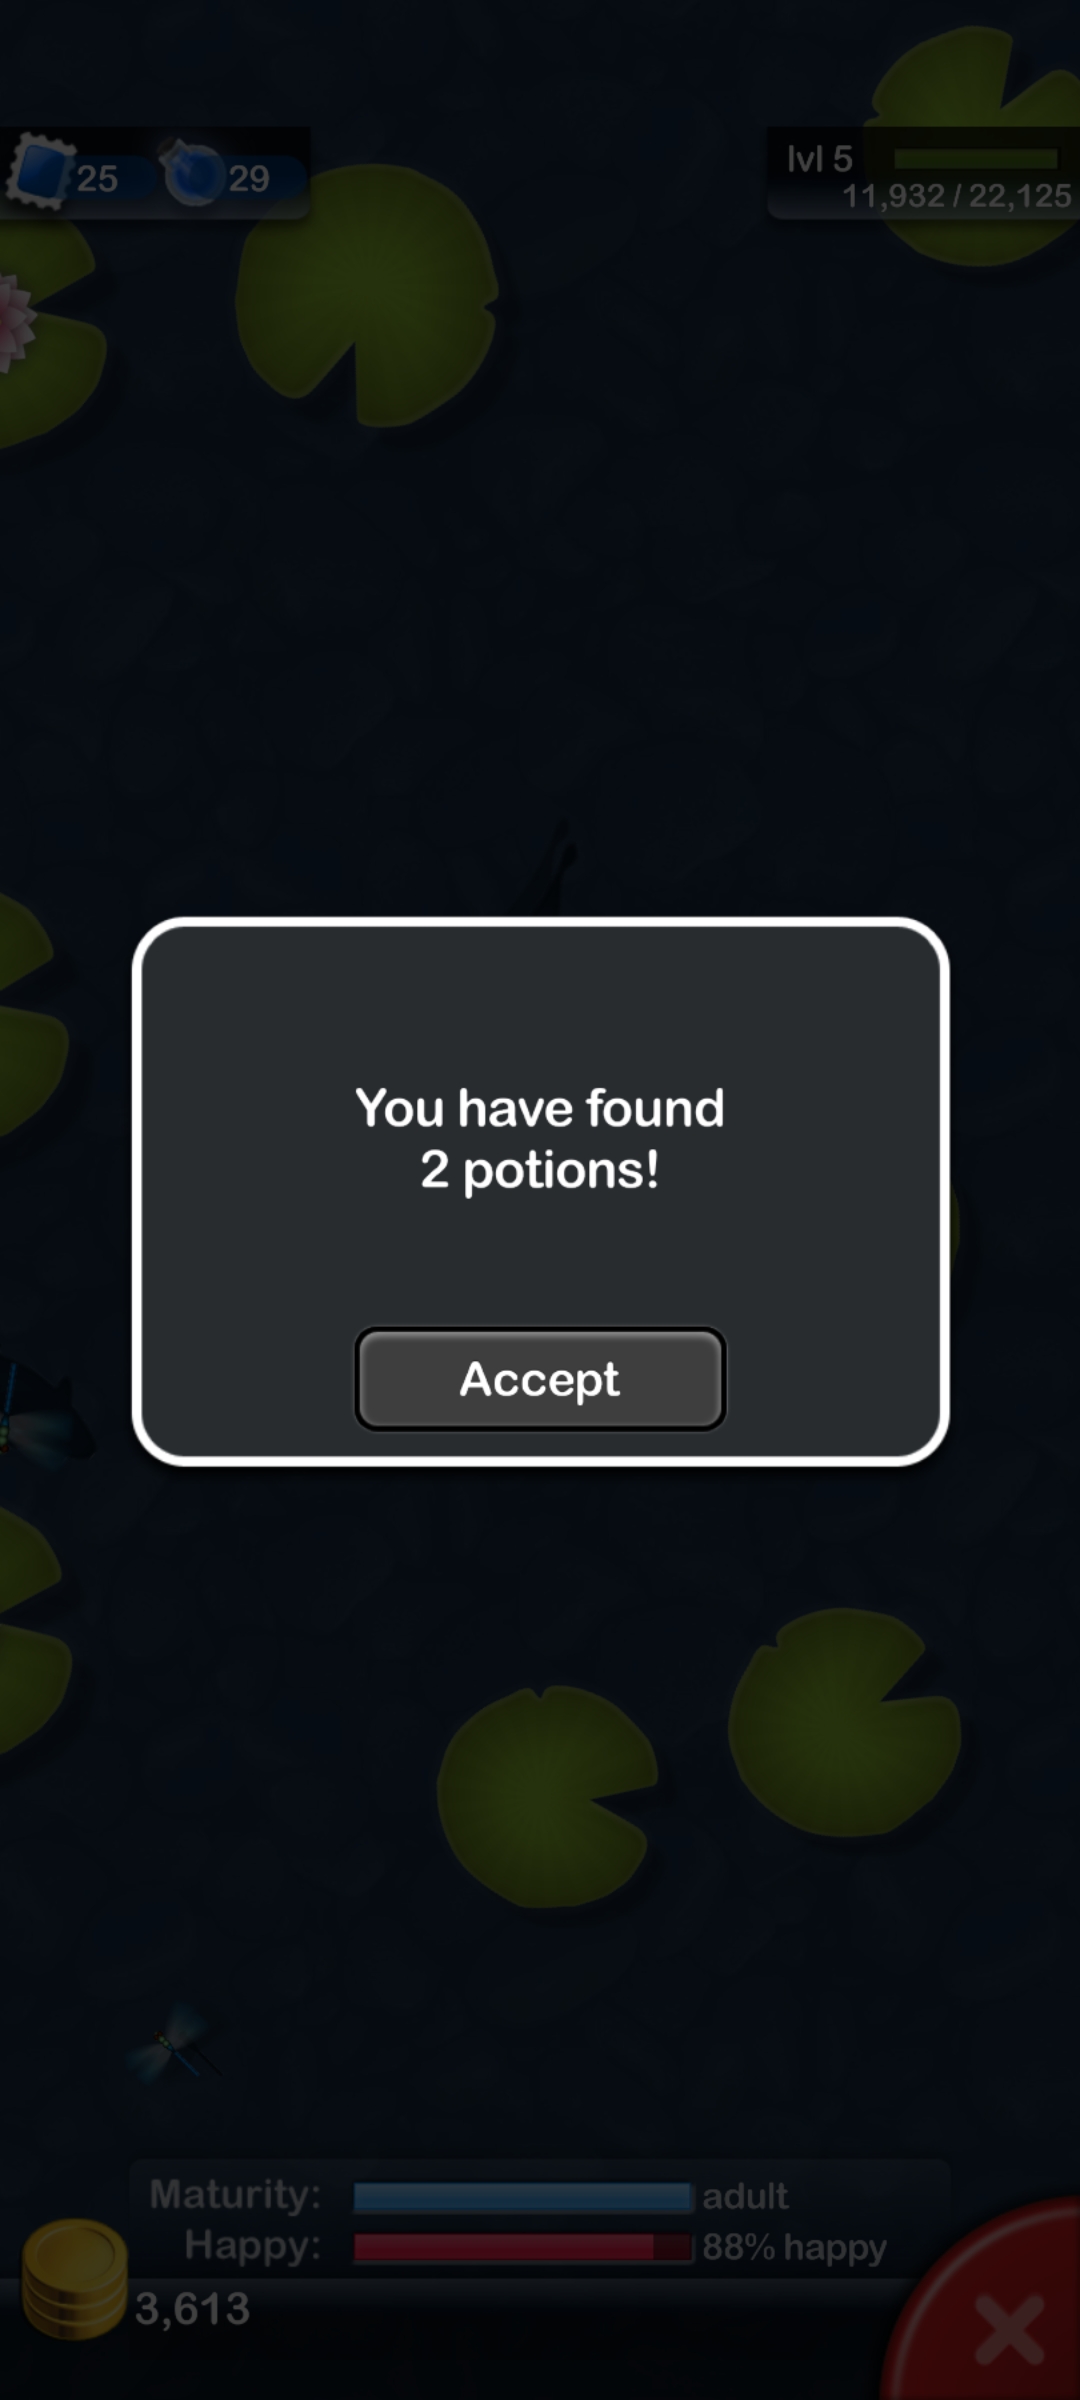 25
29
lvl 5
11,932 / 22,125
You have found
2 potions!
Accept
Maturity: adult
Happy: 88% happy
3,613